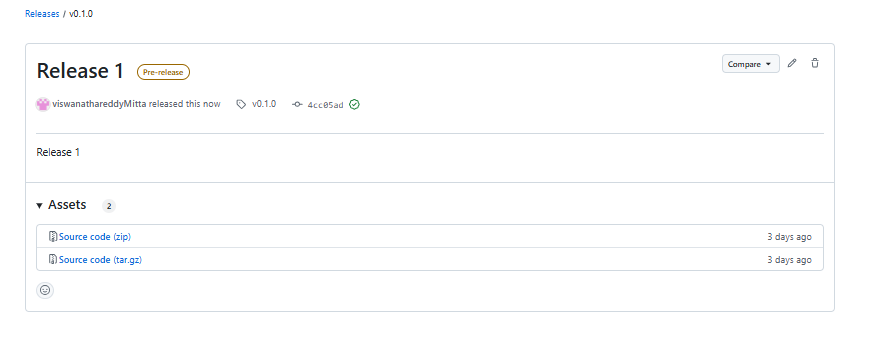 Releases / v0.1.0
Release 1 Pre-release Compare
viswanathareddyMitta released this now v0.1.0 4cc05ad
Release 1
Assets 2
Source code (zip) 3 days ago
Source code (tar.gz) 3 days ago